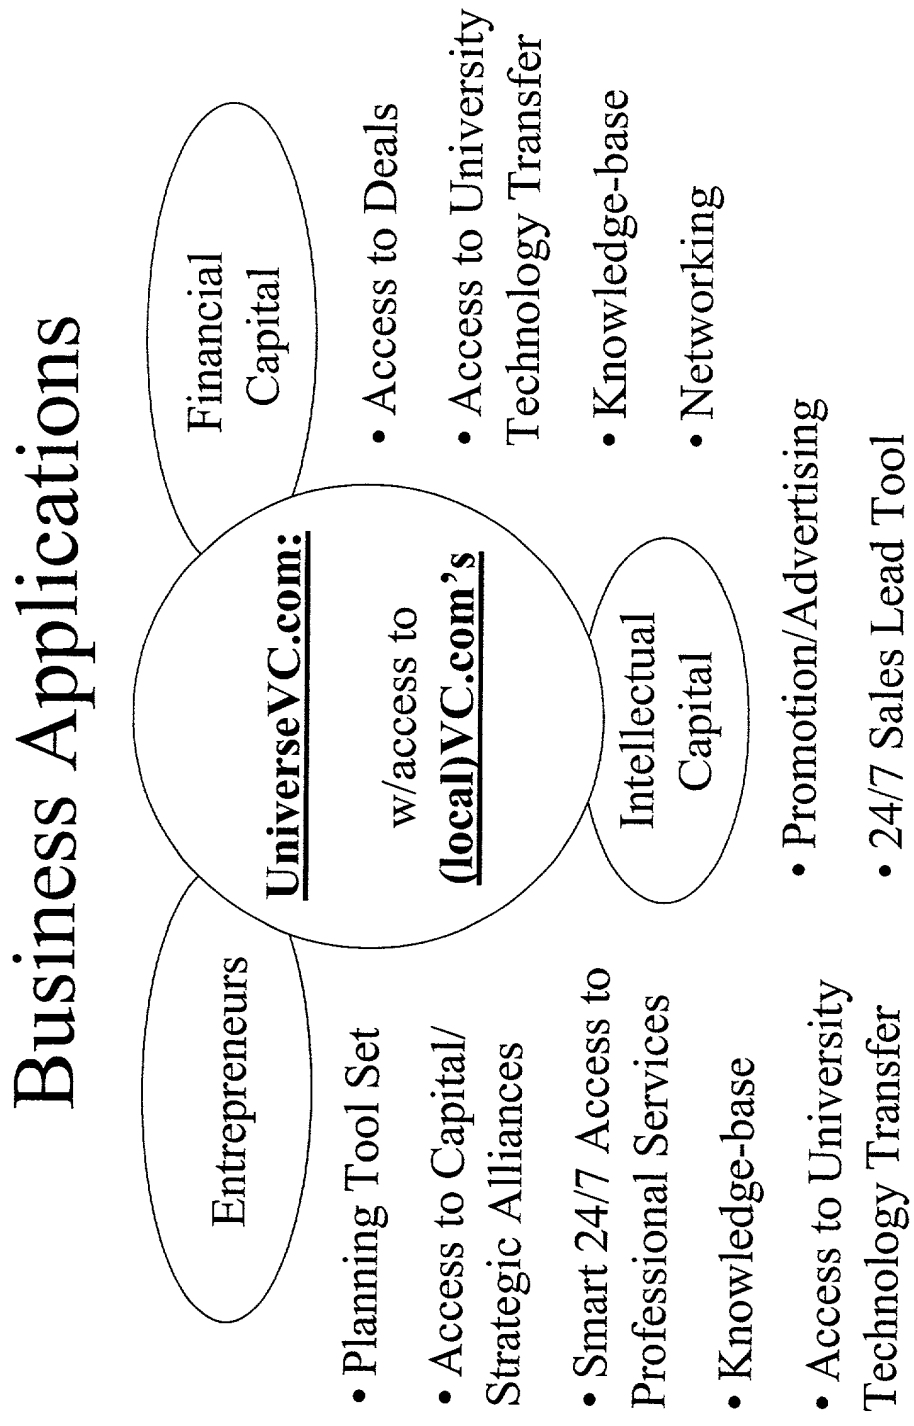 Business Applications
Entrepreneurs
UniverseVC.com:
w/access to
(local)VC.com's
Financial
Capital
Intellectual
Capital
• Planning Tool Set
• Access to Capital/
Strategic Alliances
• Smart 24/7 Access to
Professional Services
• Knowledge-base
• Access to University
Technology Transfer
• Promotion/Advertising
• 24/7 Sales Lead Tool
• Access to Deals
• Access to University
Technology Transfer
• Knowledge-base
• Networking